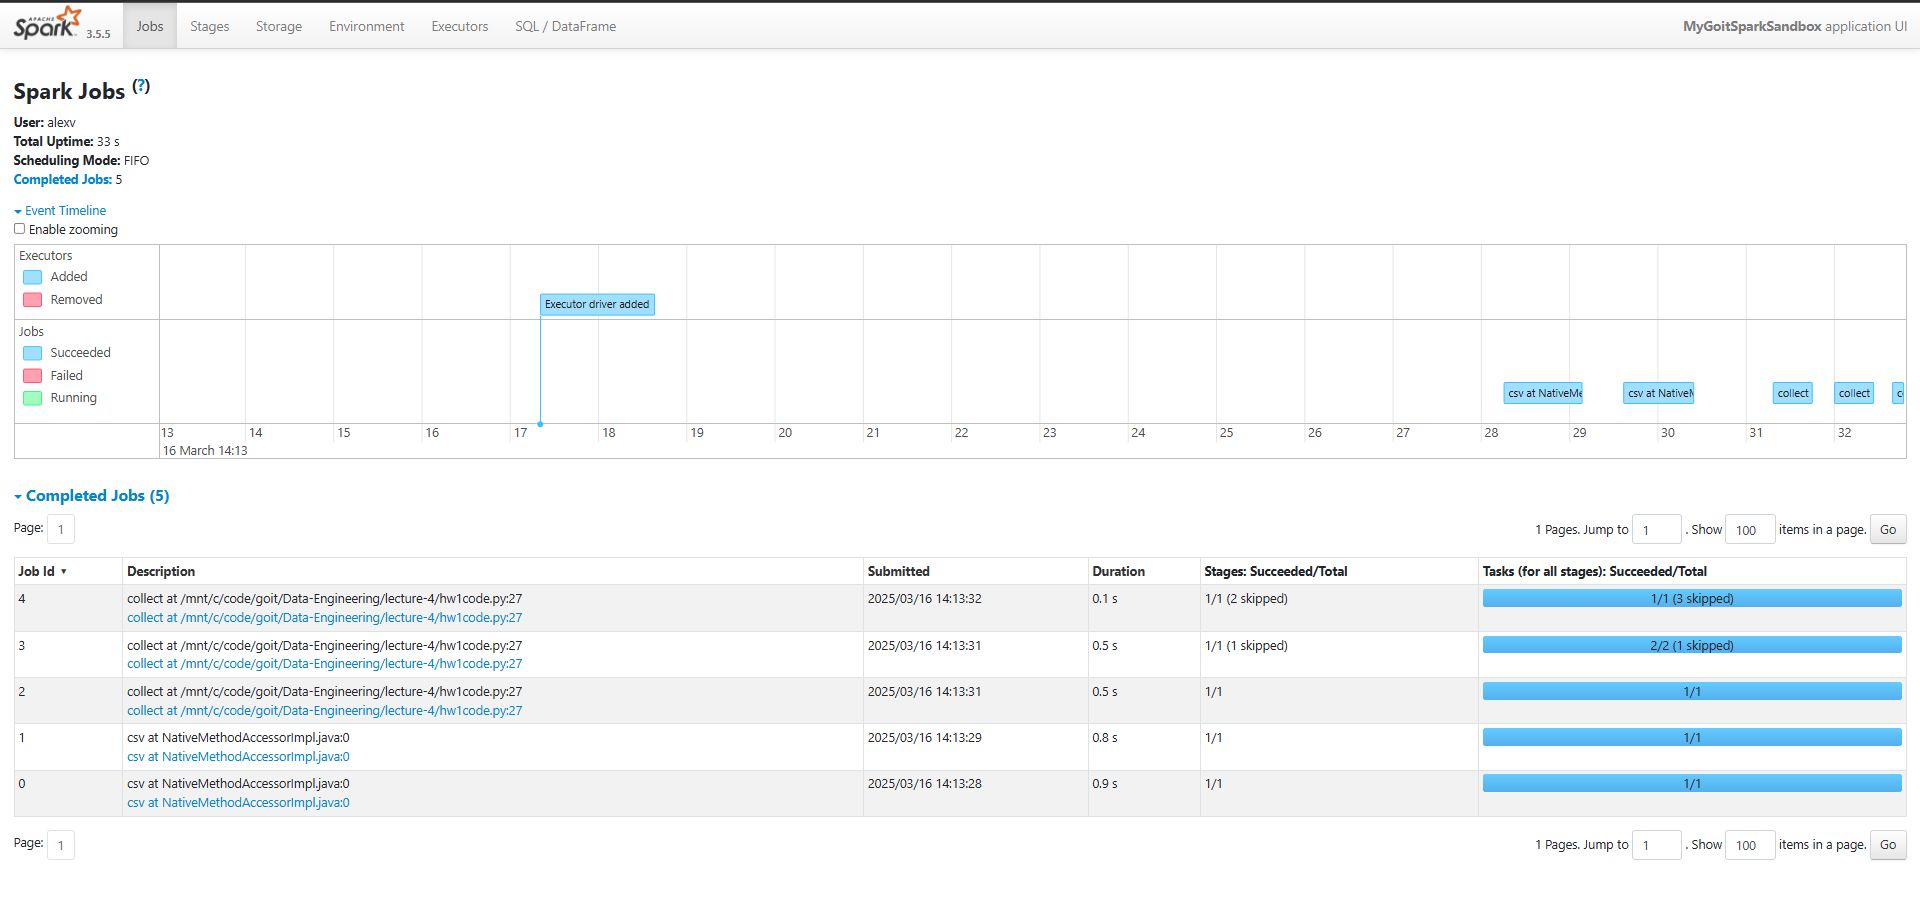 APACHE
Spark 3.5.5 Jobs Stages Storage Environment Executors SQL / DataFrame MyGoitSparkSandbox application UI
Spark Jobs (?)
User: alexv
Total Uptime: 33 s
Scheduling Mode: FIFO
Completed Jobs: 5
Event Timeline
Enable zooming
Executors
Added
Removed
Executor driver added
Jobs
Succeeded
Failed
Running
csv at NativeMe csv at NativeM collect collect c
13 14 15 16 17 18 19 20 21 22 23 24 25 26 27 28 29 30 31 32
16 March 14:13
Completed Jobs (5)
Page: 1 1 Pages. Jump to 1 . Show 100 items in a page. Go
Job Id ▾ Description Submitted Duration Stages: Succeeded/Total Tasks (for all stages): Succeeded/Total
4 collect at /mnt/c/code/goit/Data-Engineering/lecture-4/hw1code.py:27 2025/03/16 14:13:32 0.1 s 1/1 (2 skipped) 1/1 (3 skipped)
collect at /mnt/c/code/goit/Data-Engineering/lecture-4/hw1code.py:27
3 collect at /mnt/c/code/goit/Data-Engineering/lecture-4/hw1code.py:27 2025/03/16 14:13:31 0.5 s 1/1 (1 skipped) 2/2 (1 skipped)
collect at /mnt/c/code/goit/Data-Engineering/lecture-4/hw1code.py:27
2 collect at /mnt/c/code/goit/Data-Engineering/lecture-4/hw1code.py:27 2025/03/16 14:13:31 0.5 s 1/1 1/1
collect at /mnt/c/code/goit/Data-Engineering/lecture-4/hw1code.py:27
1 csv at NativeMethodAccessorImpl.java:0 2025/03/16 14:13:29 0.8 s 1/1 1/1
csv at NativeMethodAccessorImpl.java:0
0 csv at NativeMethodAccessorImpl.java:0 2025/03/16 14:13:28 0.9 s 1/1 1/1
csv at NativeMethodAccessorImpl.java:0
Page: 1 1 Pages. Jump to 1 . Show 100 items in a page. Go